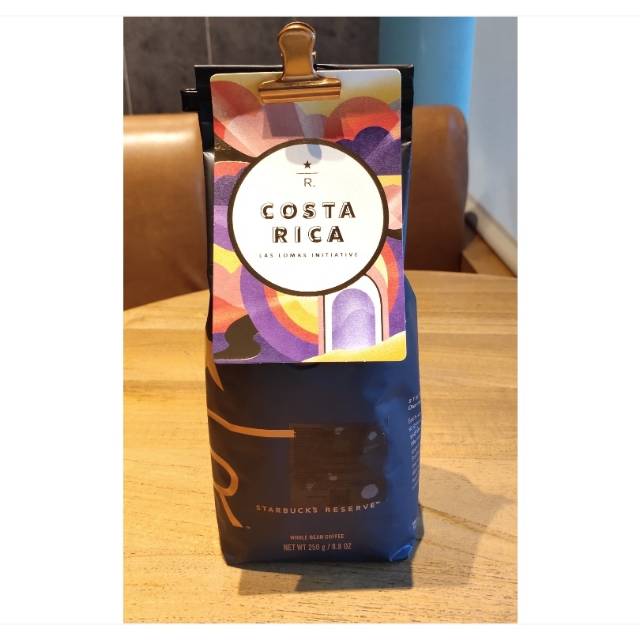 R.
COSTA
RICA
LAS LOMAS INITIATIVE
R
STARBUCKS RESERVE™
WHOLE BEAN COFFEE
NET WT 250 g / 8.8 OZ